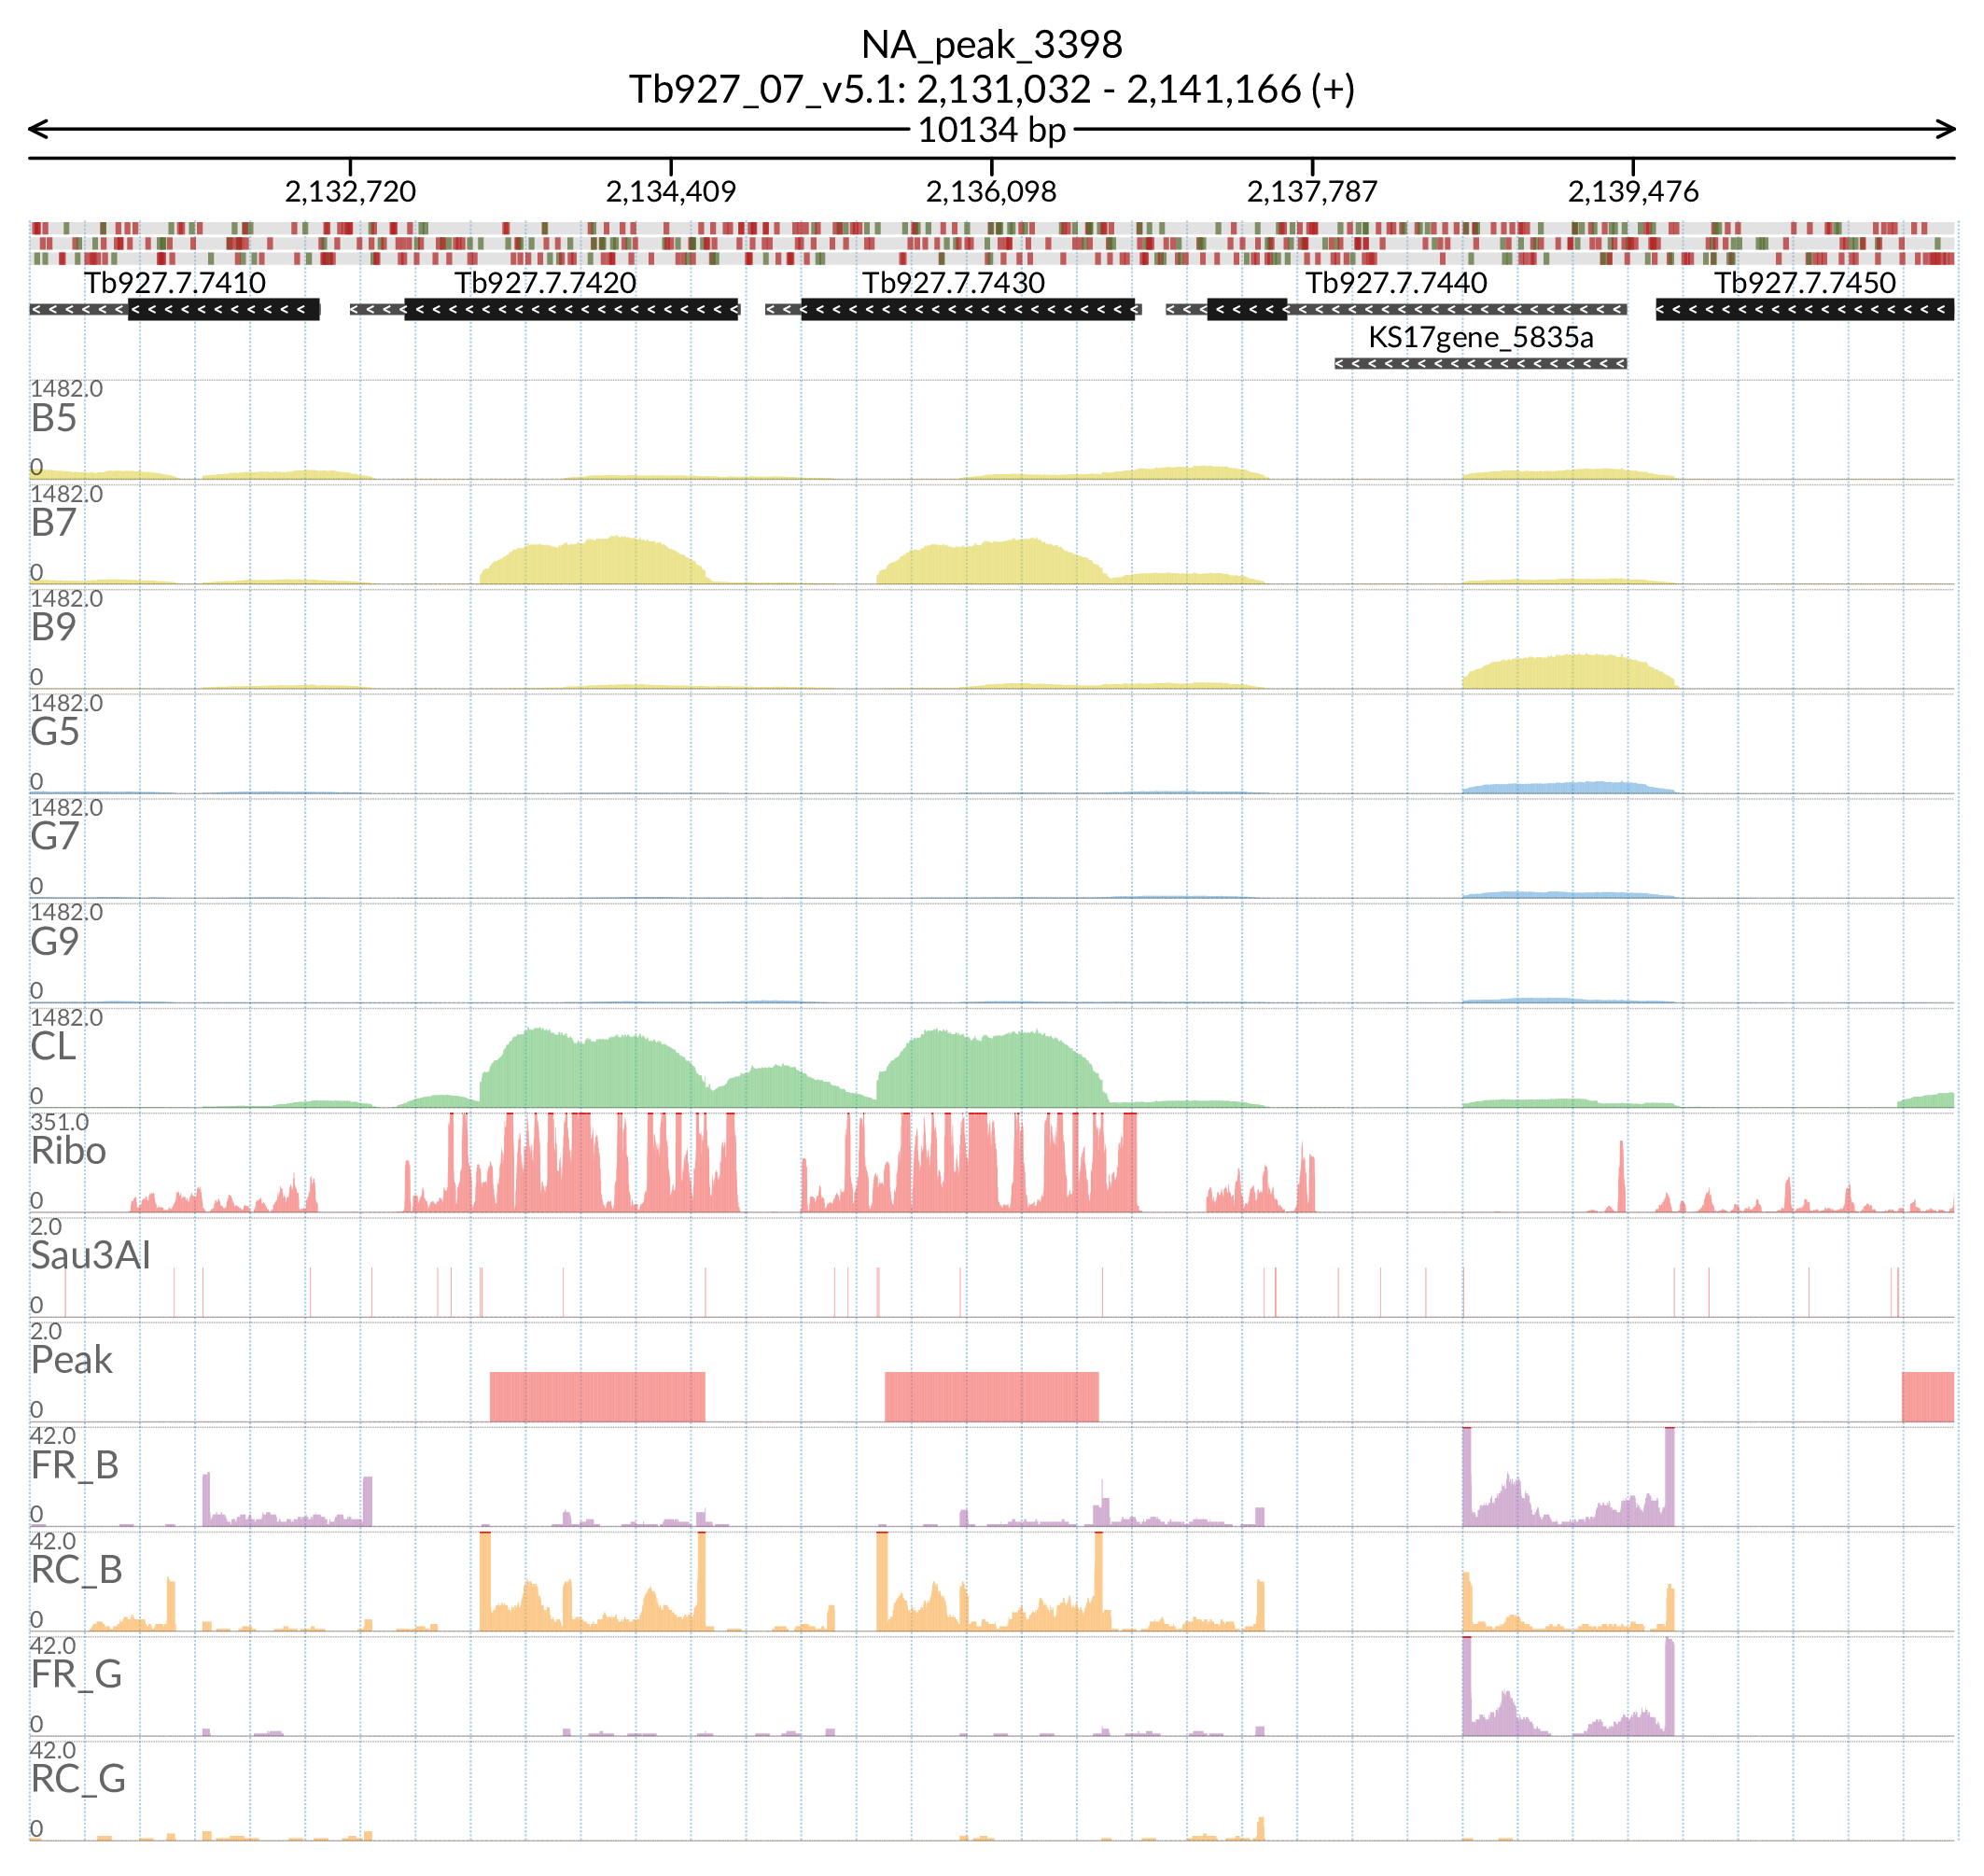 NA_peak_3398
Tb927_07_v5.1: 2,131,032 - 2,141,166 (+)
10134 bp
2,132,720 2,134,409 2,136,098 2,137,787 2,139,476
Tb927.7.7410 Tb927.7.7420 Tb927.7.7430 Tb927.7.7440 Tb927.7.7450
KS17gene_5835a
1482.0
B5
0
1482.0
B7
0
1482.0
B9
0
1482.0
G5
0
1482.0
G7
0
1482.0
G9
0
1482.0
CL
0
351.0
Ribo
0
2.0
Sau3AI
0
2.0
Peak
0
42.0
FR_B
0
42.0
RC_B
0
42.0
FR_G
0
42.0
RC_G
0